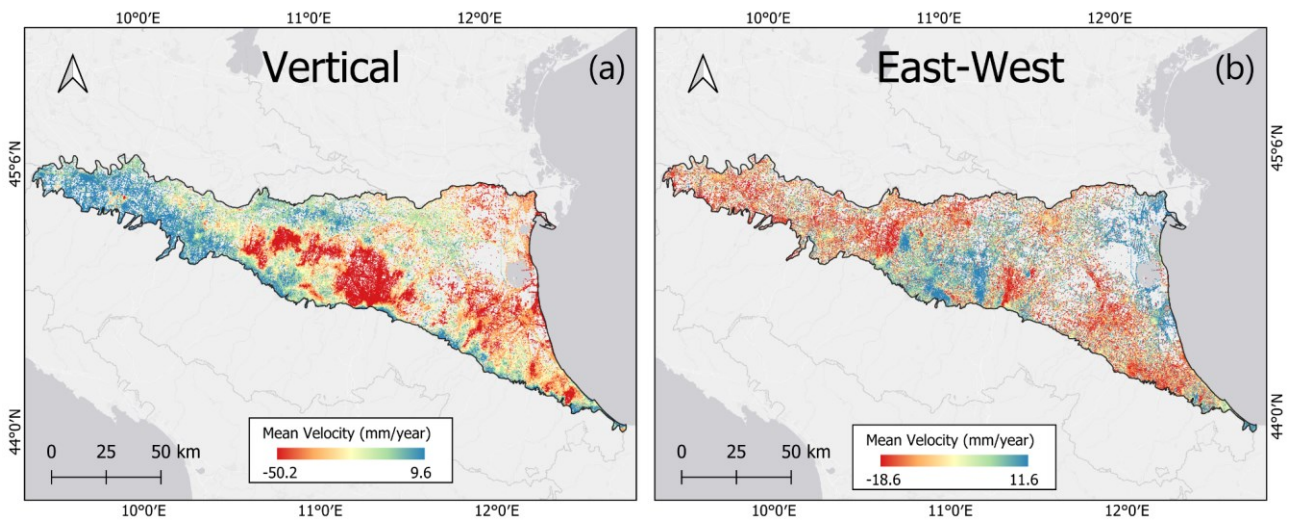 10°0′E 11°0′E 12°0′E
10°0′E 11°0′E 12°0′E
Vertical (a)
East-West (b)
45°6′N
45°6′N
44°0′N
44°0′N
Mean Velocity (mm/year)
-50.2 9.6
0 25 50 km
Mean Velocity (mm/year)
-18.6 11.6
0 25 50 km
10°0′E 11°0′E 12°0′E
10°0′E 11°0′E 12°0′E